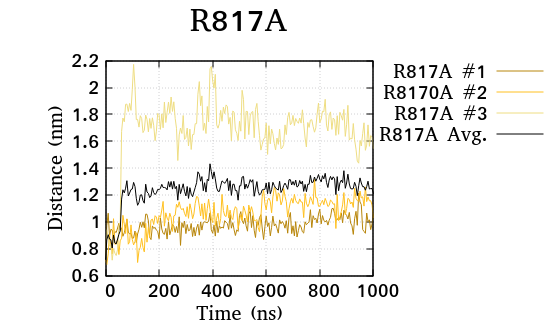 R817A
2.2
2
1.8
1.6
1.4
1.2
1
0.8
0.6
Distance (nm)
0 200 400 600 800 1000
Time (ns)
R817A #1
R8170A #2
R817A #3
R817A Avg.